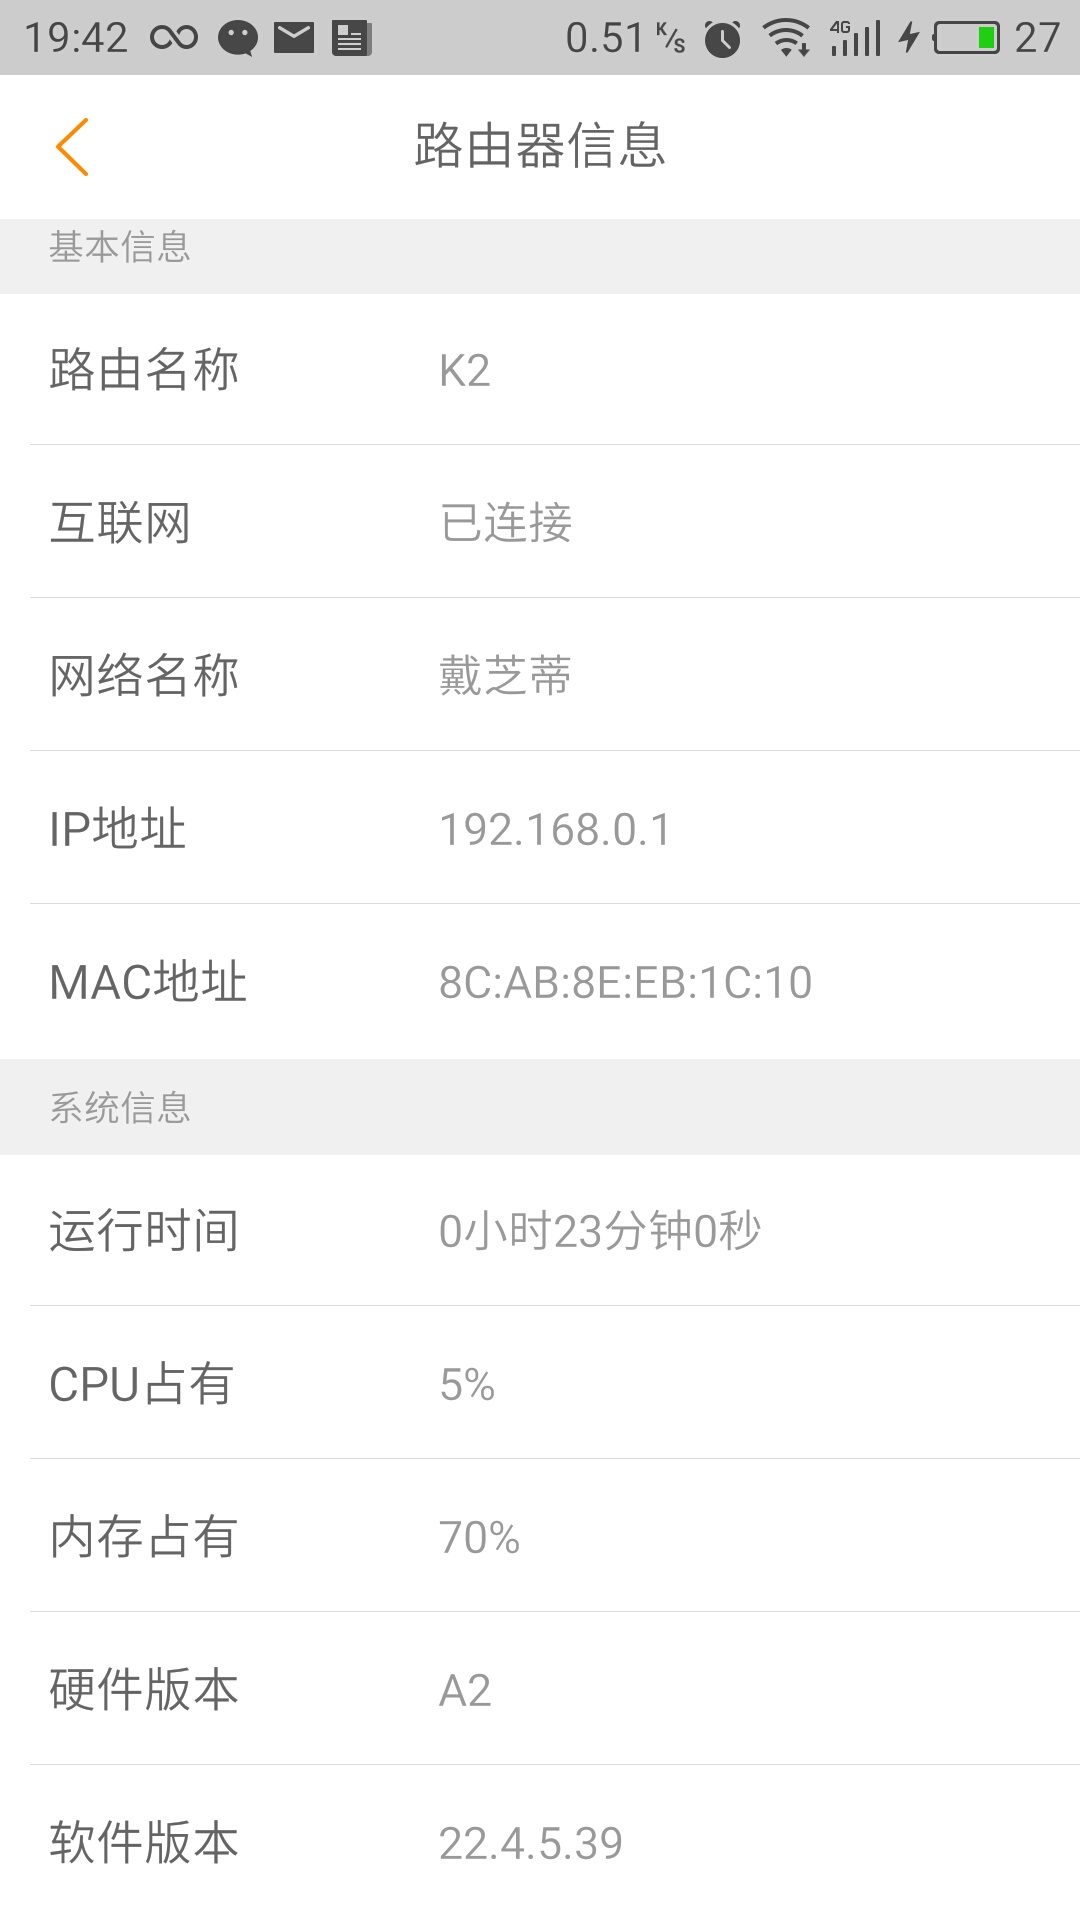 19:42 0.51 K/s 4G 27
路由器信息
基本信息
路由名称 K2
互联网 已连接
网络名称 戴芝蒂
IP地址 192.168.0.1
MAC地址 8C:AB:8E:EB:1C:10
系统信息
运行时间 0小时23分钟0秒
CPU占有 5%
内存占有 70%
硬件版本 A2
软件版本 22.4.5.39